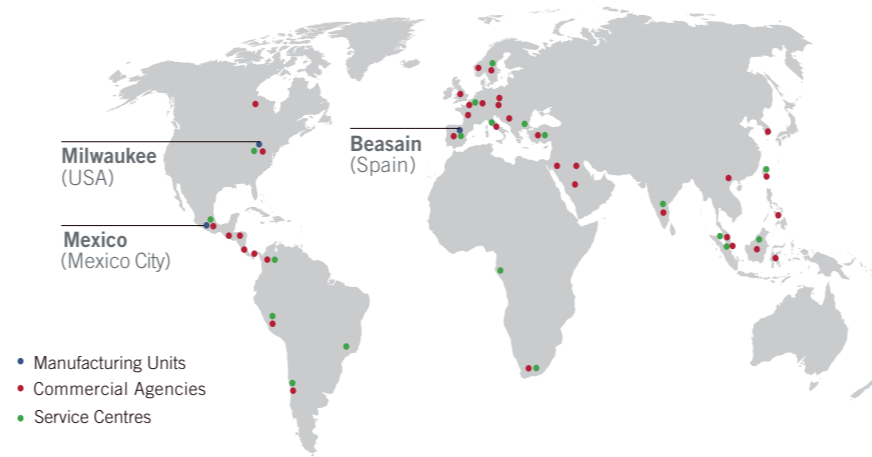 Milwaukee
(USA)
Beasain
(Spain)
Mexico
(Mexico City)
Manufacturing Units
Commercial Agencies
Service Centres